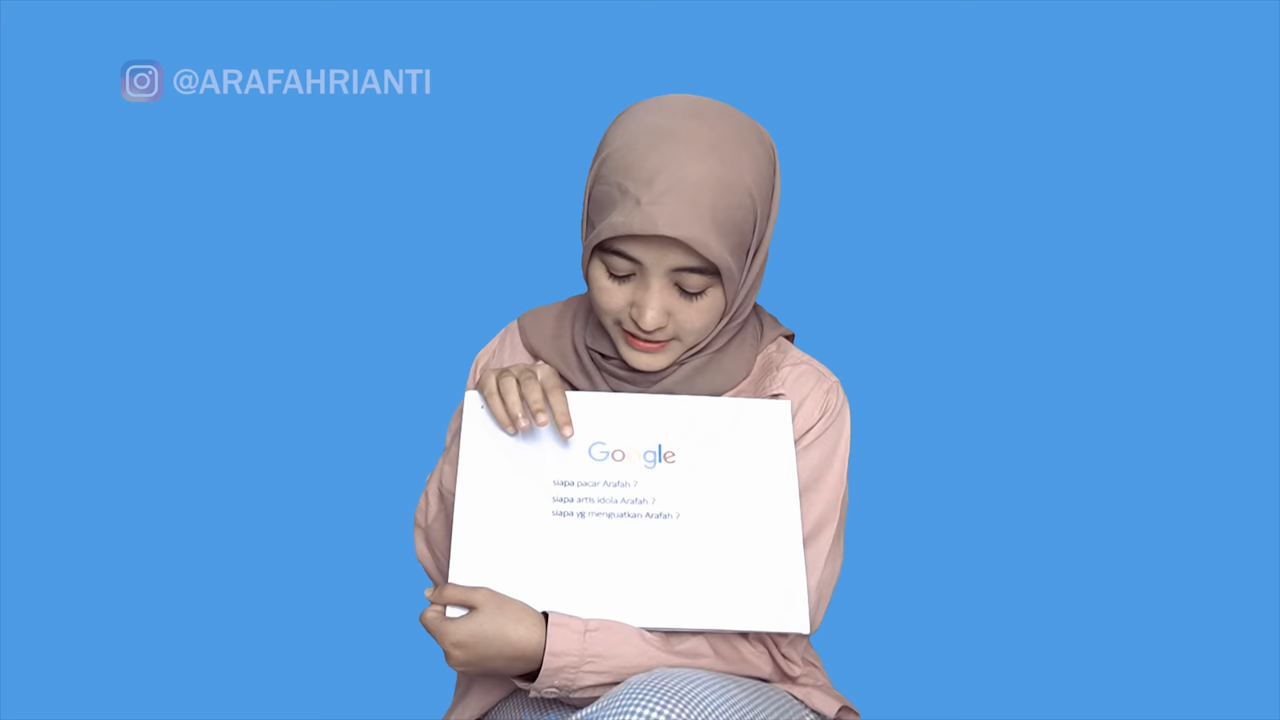 @ARAFAHRIANTI
Google
siapa pacar Arafah ?
siapa artis idola Arafah ?
siapa yg menguatkan Arafah ?